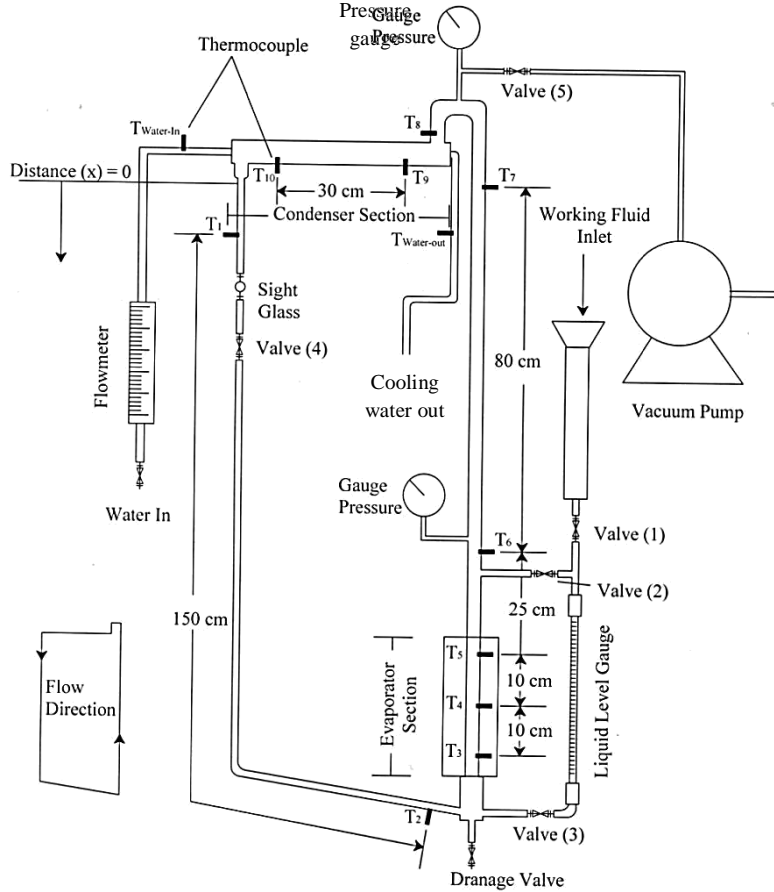 Pressure
gauge
Gauge
Pressure
Thermocouple
Valve (5)
TWater-In
T8
Distance (x) = 0
T10
T9
T7
30 cm
Condenser Section
Working Fluid
Inlet
T1
TWater-out
Sight
Glass
Valve (4)
Flowmeter
80 cm
Cooling
water out
Vacuum Pump
Gauge
Pressure
Water In
Valve (1)
T6
Valve (2)
25 cm
150 cm
T5
10 cm
Flow
Direction
Evaporator
Section
T4
10 cm
Liquid Level Gauge
T3
T2
Valve (3)
Dranage Valve